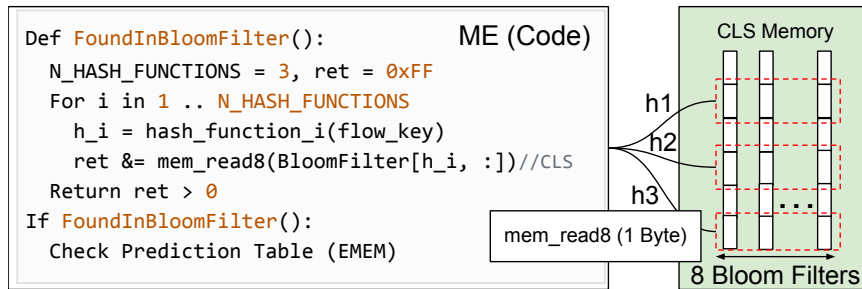 ME (Code)
Def FoundInBloomFilter():
N_HASH_FUNCTIONS = 3, ret = 0xFF
For i in 1 .. N_HASH_FUNCTIONS
h_i = hash_function_i(flow_key)
ret &= mem_read8(BloomFilter[h_i, :])//CLS
Return ret > 0
If FoundInBloomFilter():
Check Prediction Table (EMEM)
h1
h2
h3
mem_read8 (1 Byte)
CLS Memory
...
8 Bloom Filters